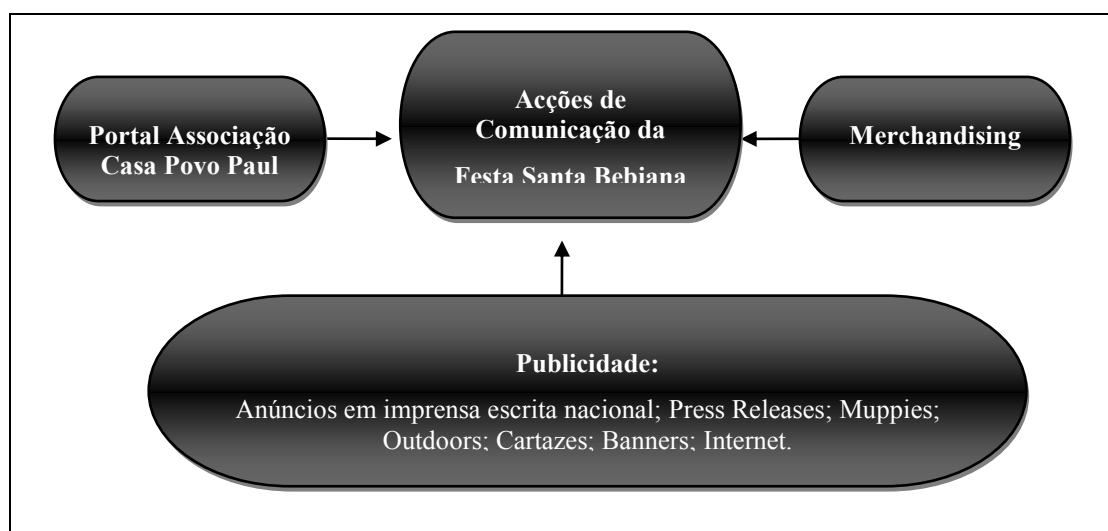 Portal Associação
Casa Povo Paul
Acções de
Comunicação da
Festa Santa Bebiana
Merchandising
Publicidade:
Anúncios em imprensa escrita nacional; Press Releases; Muppies;
Outdoors; Cartazes; Banners; Internet.